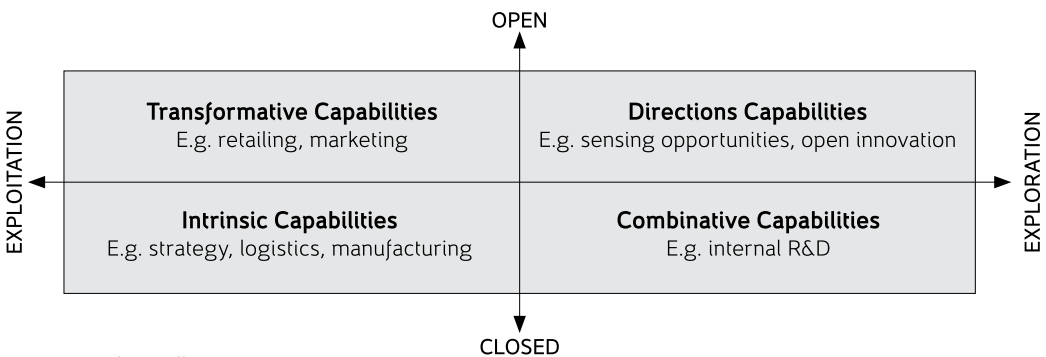 OPEN
EXPLOITATION
Transformative Capabilities
E.g. retailing, marketing
Directions Capabilities
E.g. sensing opportunities, open innovation
Intrinsic Capabilities
E.g. strategy, logistics, manufacturing
Combinative Capabilities
E.g. internal R&D
EXPLORATION
CLOSED